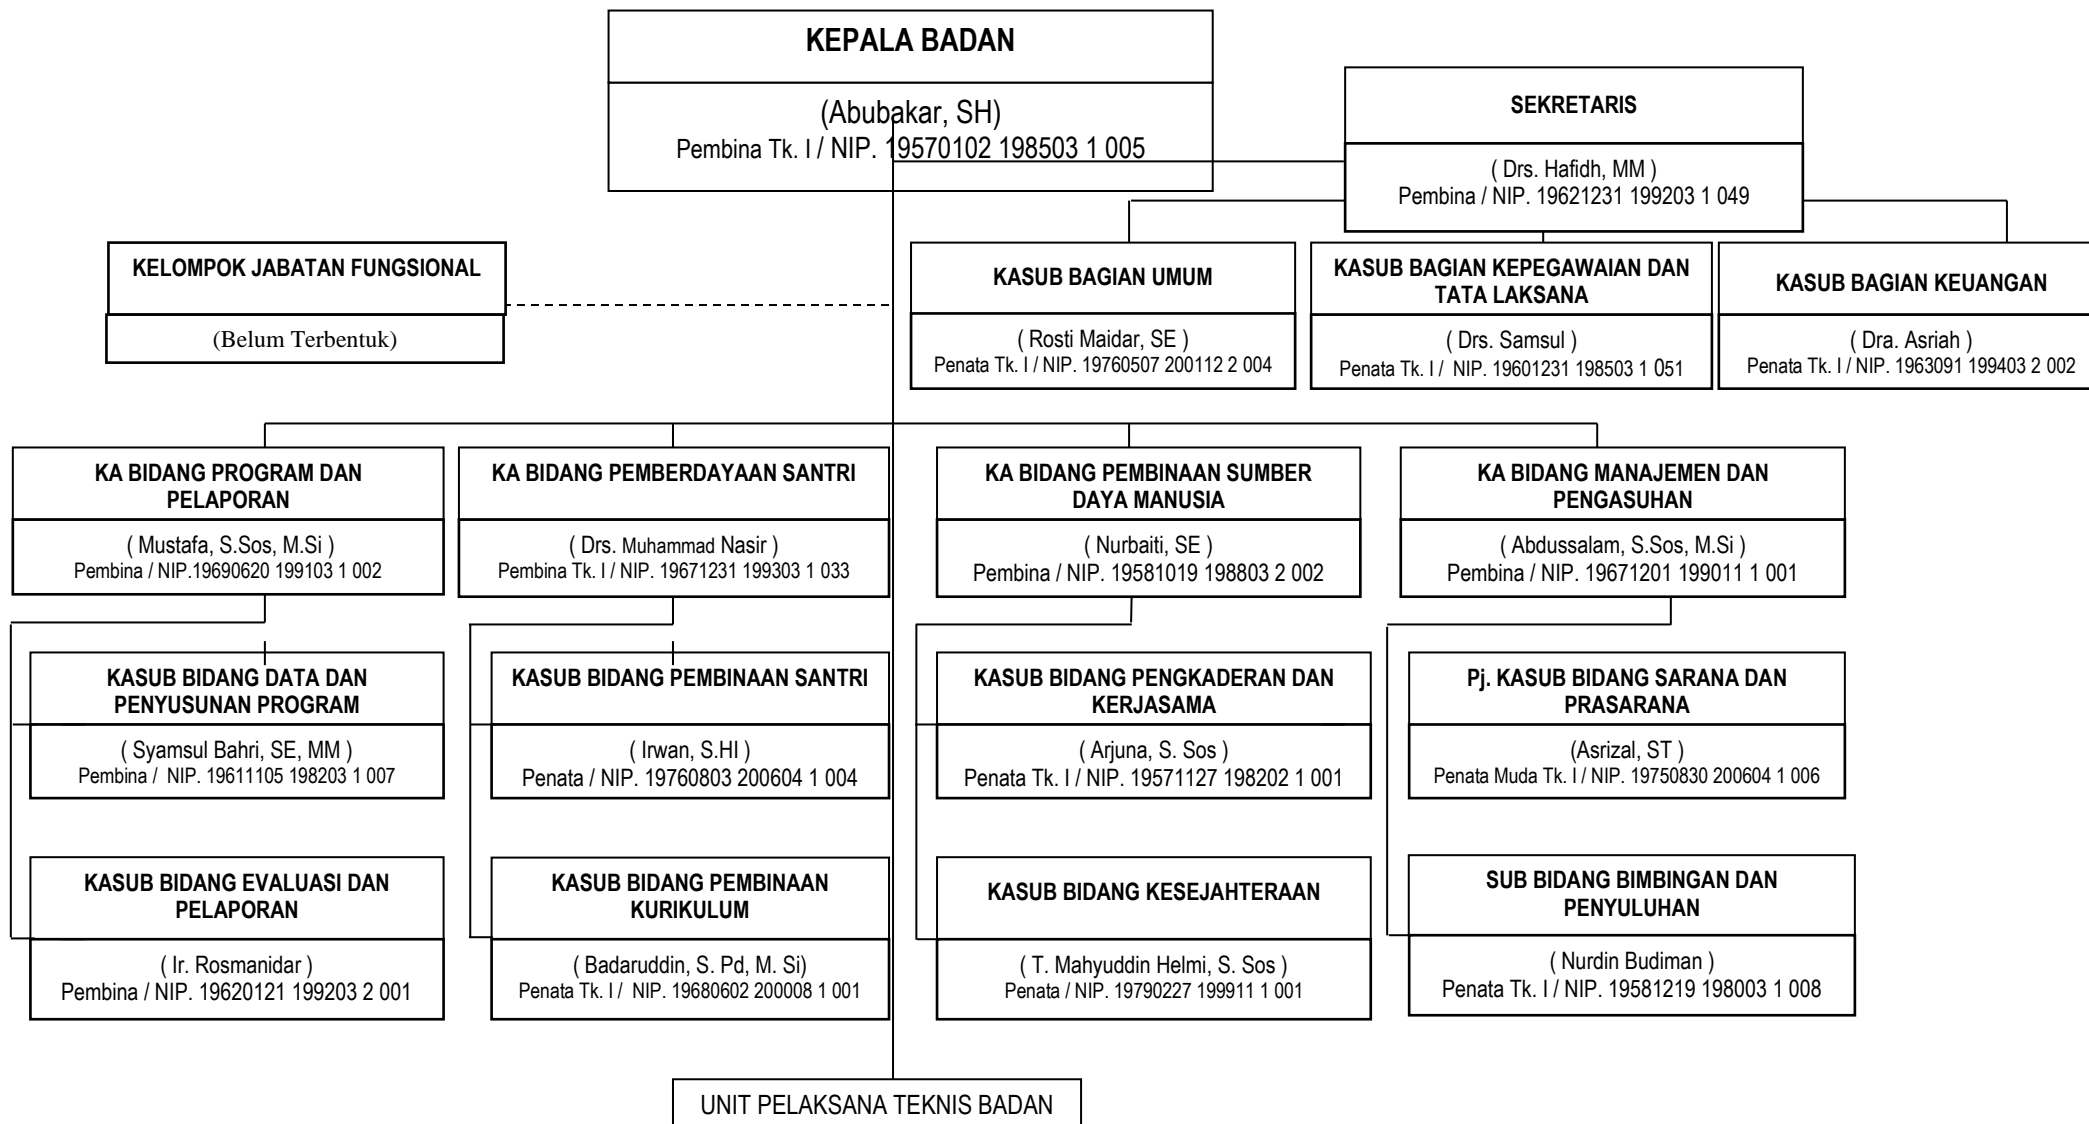 KEPALA BADAN
(Abubakar, SH)
Pembina Tk. I / NIP. 19570102 198503 1 005
SEKRETARIS
( Drs. Hafidh, MM )
Pembina / NIP. 19621231 199203 1 049
KELOMPOK JABATAN FUNGSIONAL
(Belum Terbentuk)
KASUB BAGIAN UMUM
( Rosti Maidar, SE )
Penata Tk. I / NIP. 19760507 200112 2 004
KASUB BAGIAN KEPEGAWAIAN DAN
TATA LAKSANA
( Drs. Samsul )
Penata Tk. I / NIP. 19601231 198503 1 051
KASUB BAGIAN KEUANGAN
( Dra. Asriah )
Penata Tk. I / NIP. 1963091 199403 2 002
KA BIDANG PROGRAM DAN
PELAPORAN
( Mustafa, S.Sos, M.Si )
Pembina / NIP.19690620 199103 1 002
KA BIDANG PEMBERDAYAAN SANTRI
( Drs. Muhammad Nasir )
Pembina Tk. I / NIP. 19671231 199303 1 033
KA BIDANG PEMBINAAN SUMBER
DAYA MANUSIA
( Nurbaiti, SE )
Pembina / NIP. 19581019 198803 2 002
KA BIDANG MANAJEMEN DAN
PENGASUHAN
( Abdussalam, S.Sos, M.Si )
Pembina / NIP. 19671201 199011 1 001
KASUB BIDANG DATA DAN
PENYUSUNAN PROGRAM
( Syamsul Bahri, SE, MM )
Pembina / NIP. 19611105 198203 1 007
KASUB BIDANG PEMBINAAN SANTRI
( Irwan, S.HI )
Penata / NIP. 19760803 200604 1 004
KASUB BIDANG PENGKADERAN DAN
KERJASAMA
( Arjuna, S. Sos )
Penata Tk. I / NIP. 19571127 198202 1 001
Pj. KASUB BIDANG SARANA DAN
PRASARANA
(Asrizal, ST )
Penata Muda Tk. I / NIP. 19750830 200604 1 006
KASUB BIDANG EVALUASI DAN
PELAPORAN
( Ir. Rosmanidar )
Pembina / NIP. 19620121 199203 2 001
KASUB BIDANG PEMBINAAN
KURIKULUM
( Badaruddin, S. Pd, M. Si)
Penata Tk. I / NIP. 19680602 200008 1 001
KASUB BIDANG KESEJAHTERAAN
( T. Mahyuddin Helmi, S. Sos )
Penata / NIP. 19790227 199911 1 001
SUB BIDANG BIMBINGAN DAN
PENYULUHAN
( Nurdin Budiman )
Penata Tk. I / NIP. 19581219 198003 1 008
UNIT PELAKSANA TEKNIS BADAN